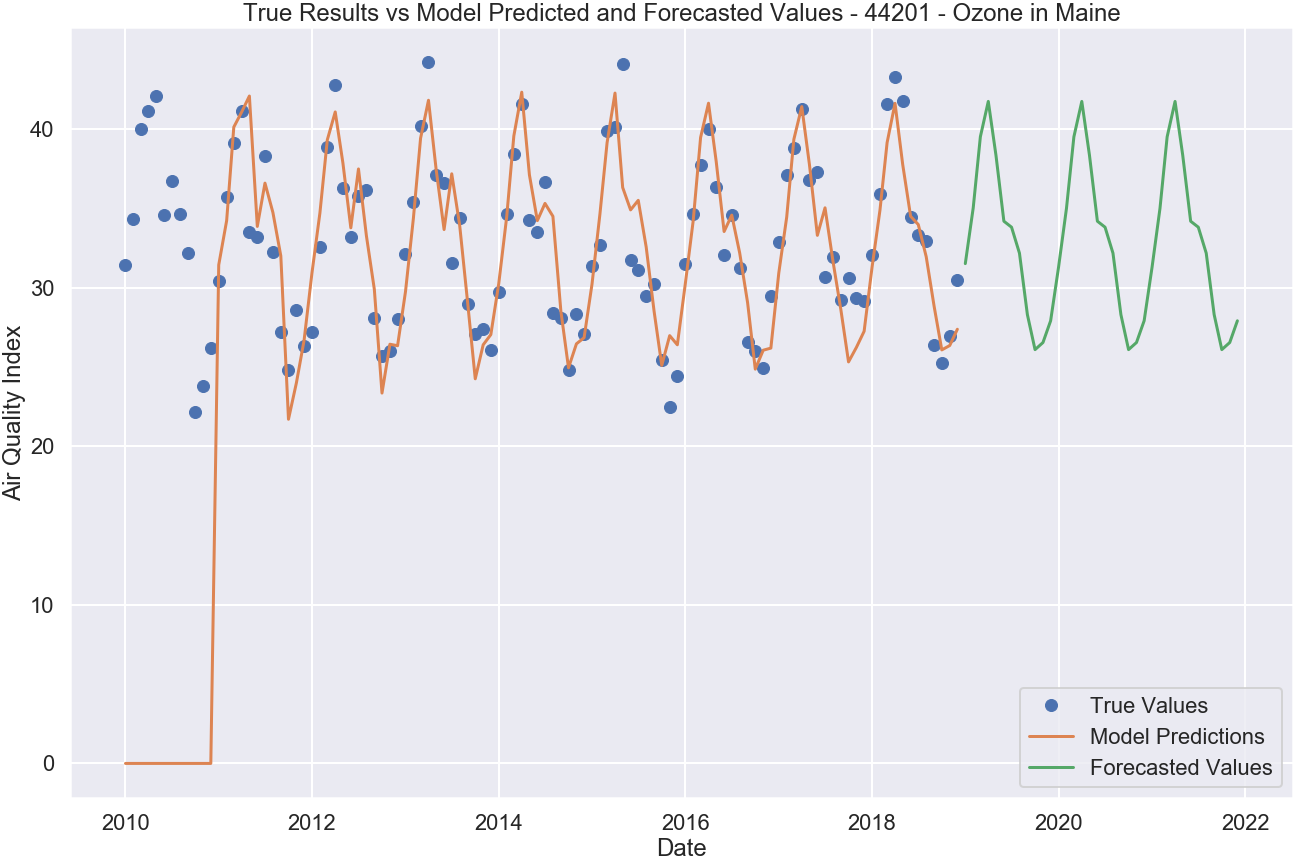 True Results vs Model Predicted and Forecasted Values - 44201 - Ozone in Maine
Air Quality Index
40
30
20
10
0
True Values
Model Predictions
Forecasted Values
2010 2012 2014 2016 2018 2020 2022
Date